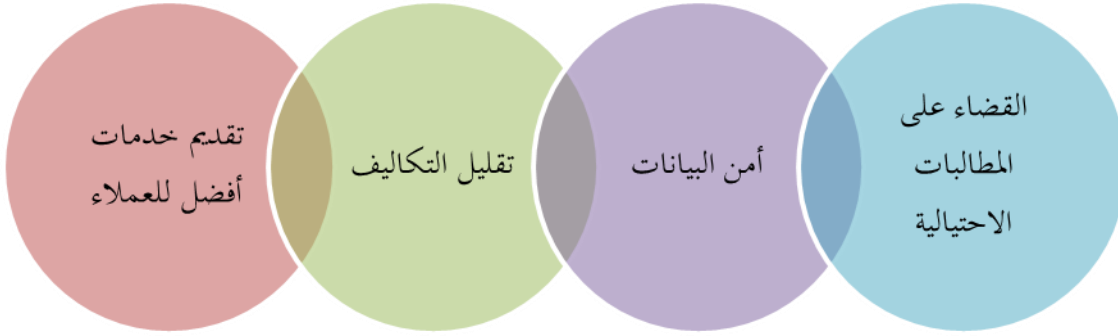 القضاء على
المطالبات
الاحتيالية
أمن البيانات
تقليل التكاليف
تقديم خدمات
أفضل للعملاء